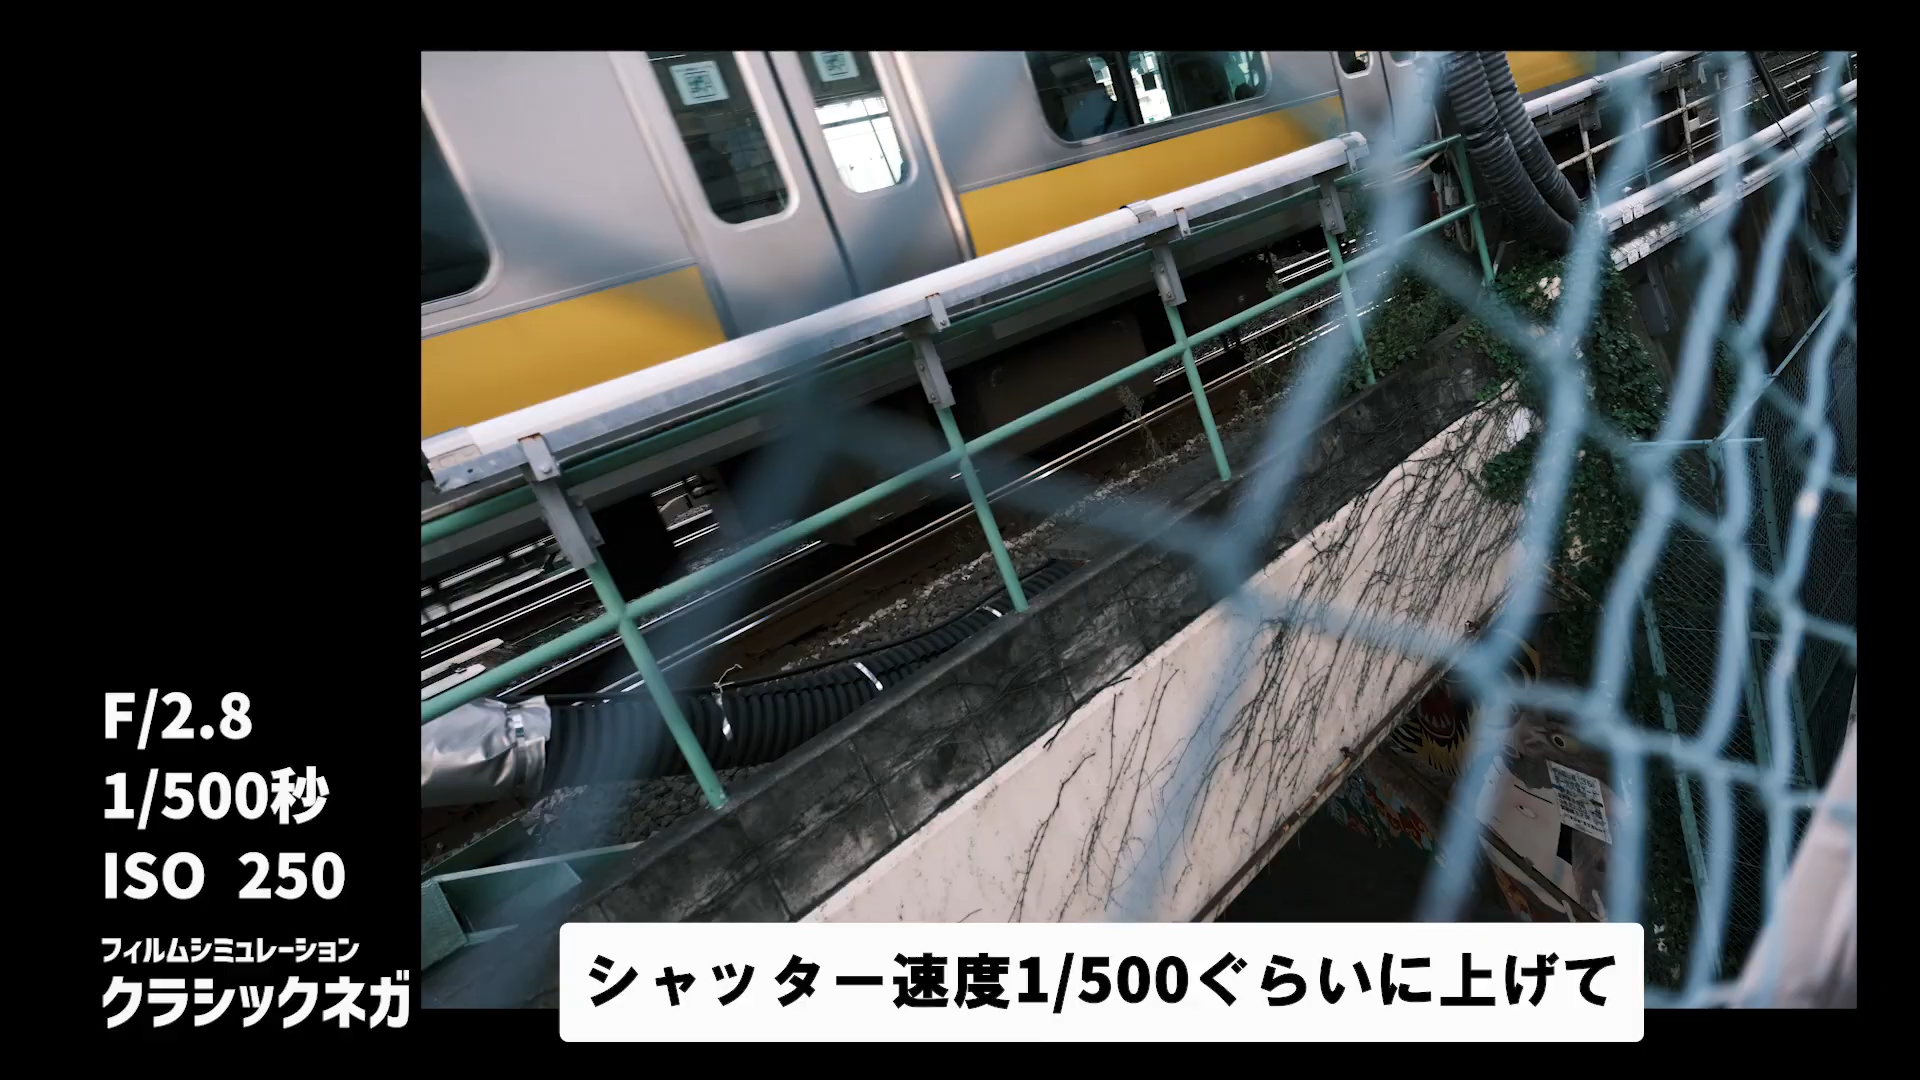 F/2.8
1/500秒
ISO 250
フィルムシミュレーション
クラシックネガ
シャッター速度1/500ぐらいに上げて